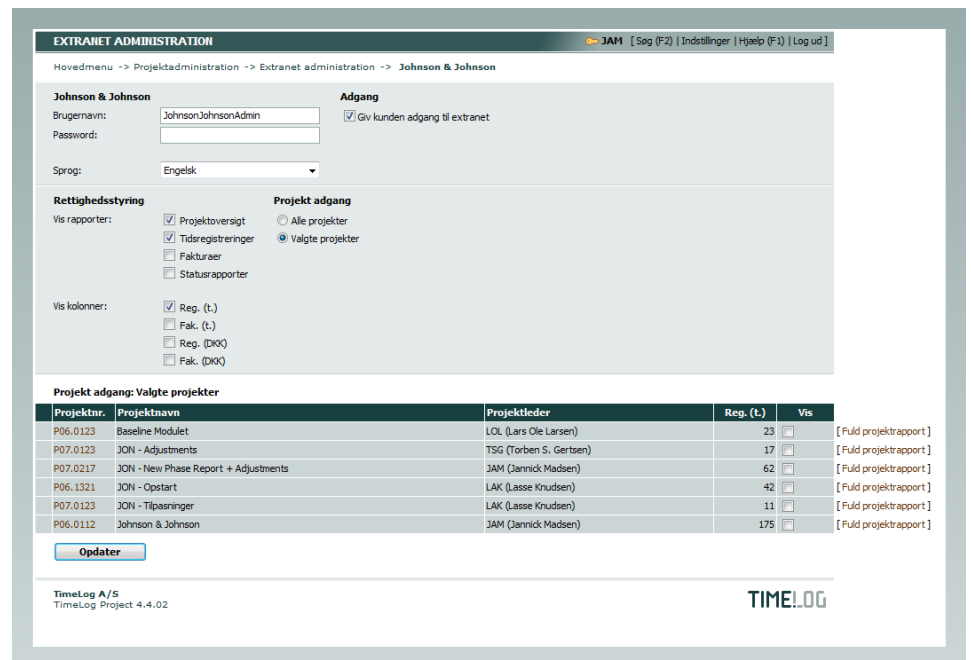 EXTRANET ADMINISTRATION JAM [ Søg (F2) | Indstillinger | Hjælp (F1) | Log ud ]
Hovedmenu -> Projektadministration -> Extranet administration -> Johnson & Johnson
Johnson & Johnson Adgang
Brugernavn: JohnsonJohnsonAdmin Giv kunden adgang til extranet
Password:
Sprog: Engelsk
Rettighedsstyring Projekt adgang
Vis rapporter: Projektoversigt Alle projekter
Tidsregistreringer Valgte projekter
Fakturaer
Statusrapporter
Vis kolonner: Reg. (t.)
Fak. (t.)
Reg. (DKK)
Fak. (DKK)
Projekt adgang: Valgte projekter
Projektnr. Projektnavn Projektleder Reg. (t.) Vis
P06.0123 Baseline Modulet LOL (Lars Ole Larsen) 23 [ Fuld projektrapport ]
P07.0123 JON - Adjustments TSG (Torben S. Gertsen) 17 [ Fuld projektrapport ]
P07.0217 JON - New Phase Report + Adjustments JAM (Jannick Madsen) 62 [ Fuld projektrapport ]
P06.1321 JON - Opstart LAK (Lasse Knudsen) 42 [ Fuld projektrapport ]
P07.0123 JON - Tilpasninger LAK (Lasse Knudsen) 11 [ Fuld projektrapport ]
P06.0112 Johnson & Johnson JAM (Jannick Madsen) 175 [ Fuld projektrapport ]
Opdater
TimeLog A/S
TimeLog Project 4.4.02
TIMELOG